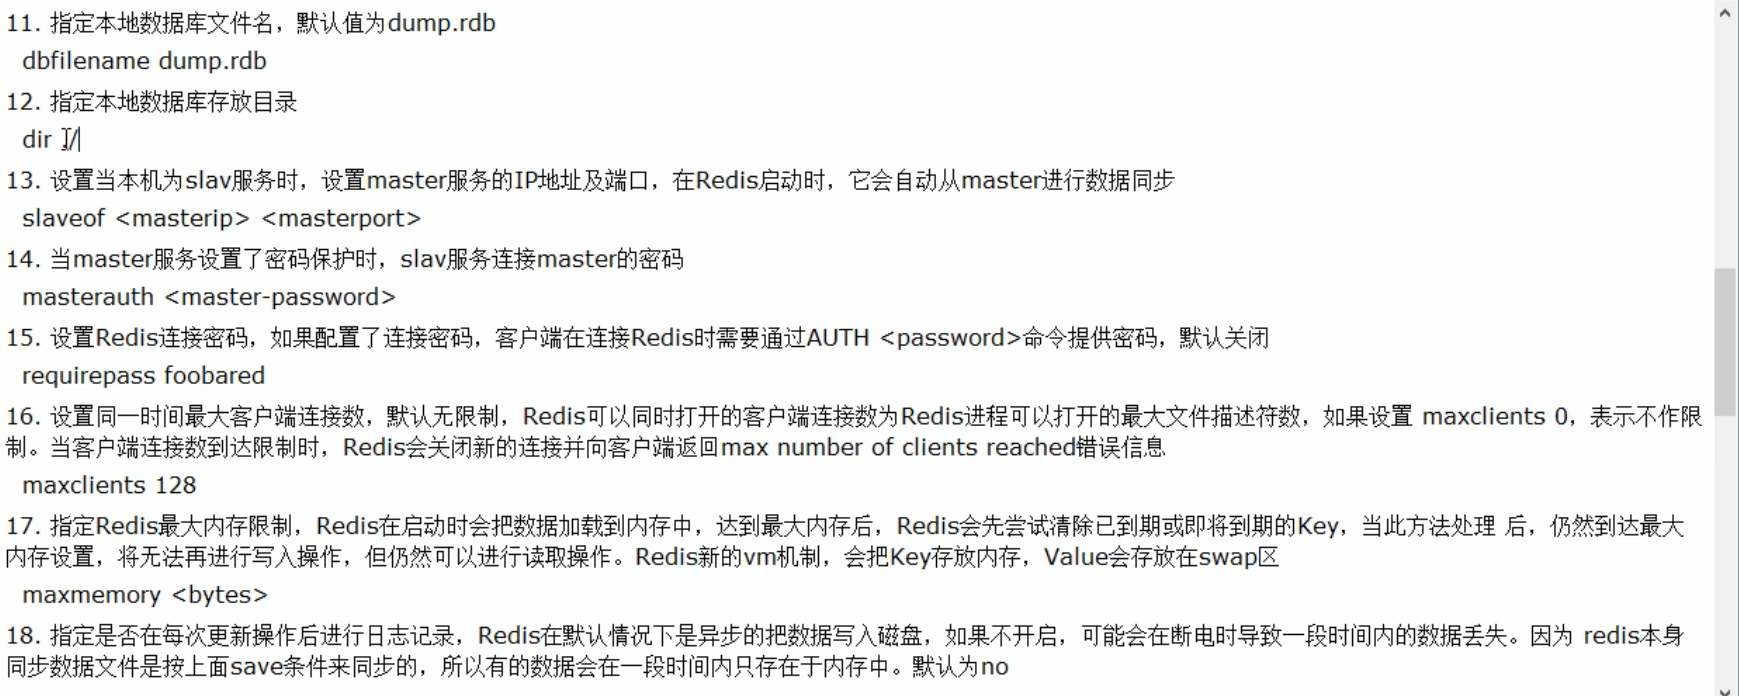 11. 指定本地数据库文件名，默认值为dump.rdb
dbfilename dump.rdb
12. 指定本地数据库存放目录
dir ./
13. 设置当本机为slav服务时，设置master服务的IP地址及端口，在Redis启动时，它会自动从master进行数据同步
slaveof <masterip> <masterport>
14. 当master服务设置了密码保护时，slav服务连接master的密码
masterauth <master-password>
15. 设置Redis连接密码，如果配置了连接密码，客户端在连接Redis时需要通过AUTH <password>命令提供密码，默认关闭
requirepass foobared
16. 设置同一时间最大客户端连接数，默认无限制，Redis可以同时打开的客户端连接数为Redis进程可以打开的最大文件描述符数，如果设置 maxclients 0，表示不作限
制。当客户端连接数到达限制时，Redis会关闭新的连接并向客户端返回max number of clients reached错误信息
maxclients 128
17. 指定Redis最大内存限制，Redis在启动时会把数据加载到内存中，达到最大内存后，Redis会先尝试清除已到期或即将到期的Key，当此方法处理 后，仍然到达最大
内存设置，将无法再进行写入操作，但仍然可以进行读取操作。Redis新的vm机制，会把Key存放内存，Value会存放在swap区
maxmemory <bytes>
18. 指定是否在每次更新操作后进行日志记录，Redis在默认情况下是异步的把数据写入磁盘，如果不开启，可能会在断电时导致一段时间内的数据丢失。因为 redis本身
同步数据文件是按上面save条件来同步的，所以有的数据会在一段时间内只存在于内存中。默认为no